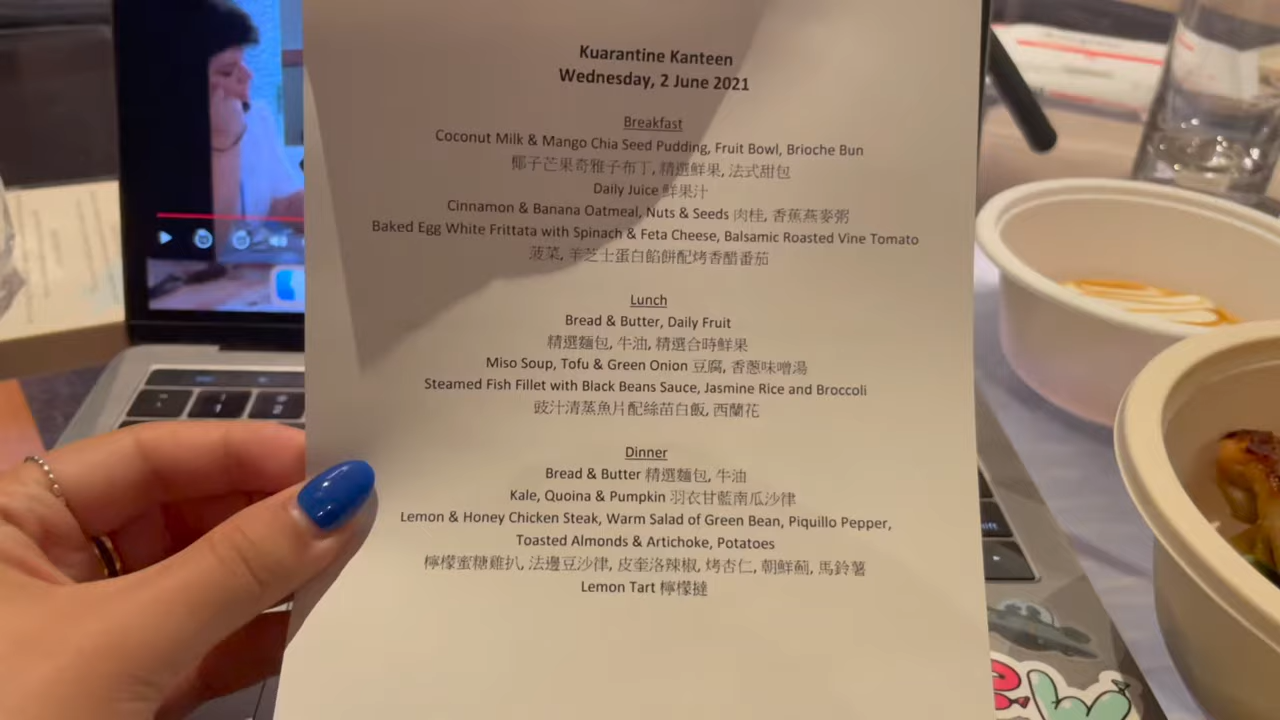 Kuarantine Kanteen
Wednesday, 2 June 2021
Breakfast
Coconut Milk & Mango Chia Seed Pudding, Fruit Bowl, Brioche Bun
椰子芒果奇雅子布丁, 精選鮮果, 法式甜包
Daily Juice 鮮果汁
Cinnamon & Banana Oatmeal, Nuts & Seeds 肉桂, 香蕉燕麥粥
Baked Egg White Frittata with Spinach & Feta Cheese, Balsamic Roasted Vine Tomato
菠菜, 羊芝士蛋白餡餅配烤香醋番茄
Lunch
Bread & Butter, Daily Fruit
精選麵包, 牛油, 精選合時鮮果
Miso Soup, Tofu & Green Onion 豆腐, 香蔥味噌湯
Steamed Fish Fillet with Black Beans Sauce, Jasmine Rice and Broccoli
豉汁清蒸魚片配絲苗白飯, 西蘭花
Dinner
Bread & Butter 精選麵包, 牛油
Kale, Quoina & Pumpkin 羽衣甘藍南瓜沙律
Lemon & Honey Chicken Steak, Warm Salad of Green Bean, Piquillo Pepper,
Toasted Almonds & Artichoke, Potatoes
檸檬蜜糖雞扒, 法邊豆沙律, 皮奎洛辣椒, 烤杏仁, 朝鮮薊, 馬鈴薯
Lemon Tart 檸檬撻